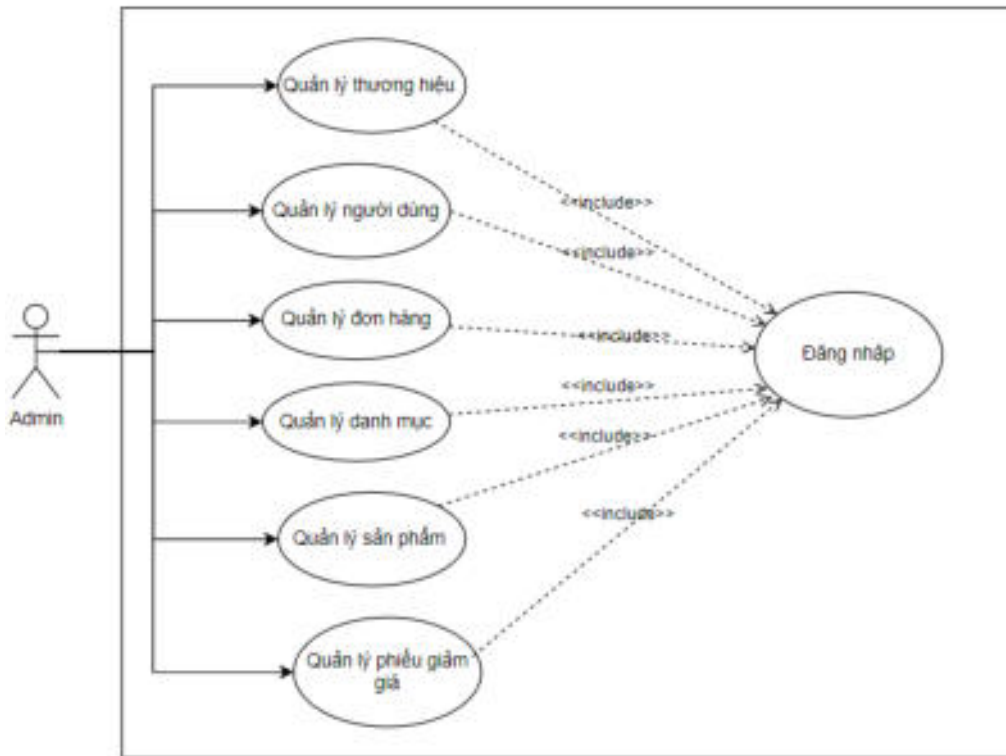 Quản lý thương hiệu
<<include>>
Quản lý người dùng
<<include>>
Quản lý đơn hàng
<<include>>
Đăng nhập
Admin
<<include>>
Quản lý danh mục
<<include>>
Quản lý sản phẩm
<<include>>
Quản lý phiếu giảm
giá